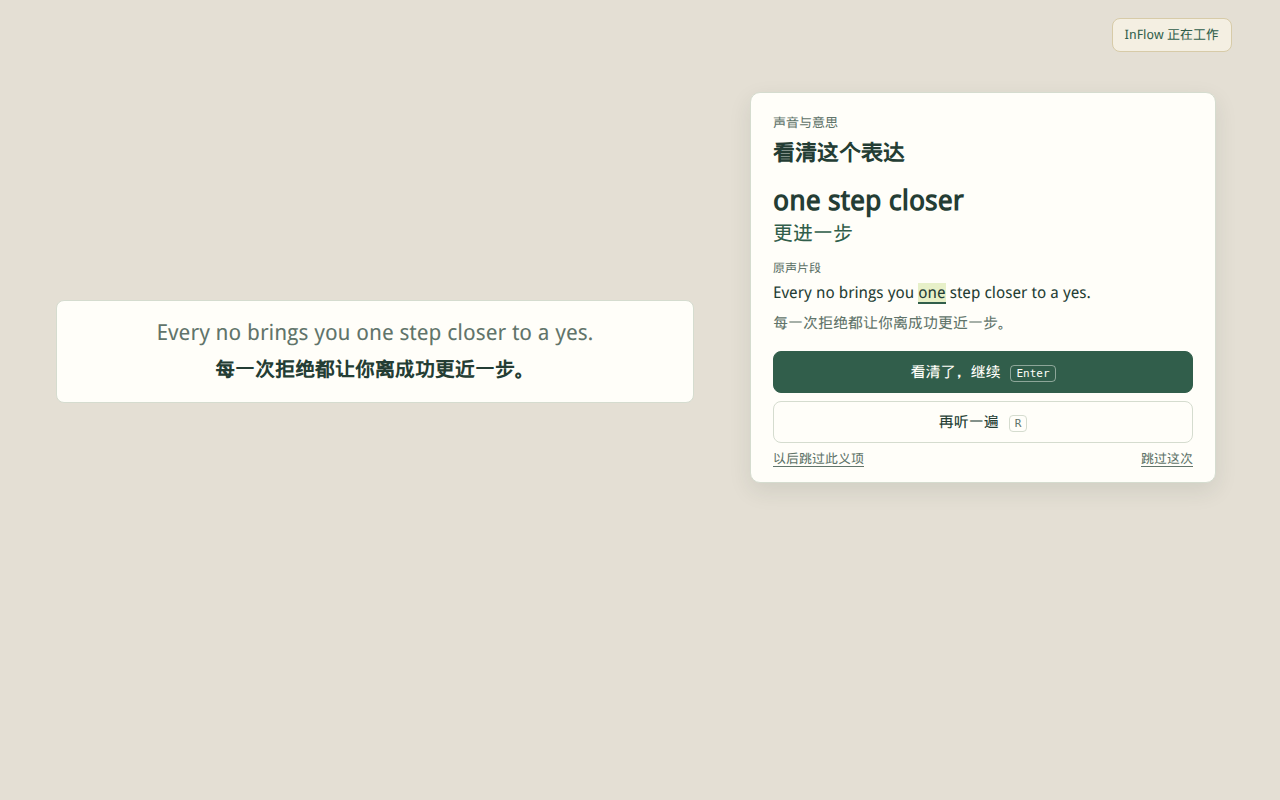 InFlow 正在工作
Every no brings you one step closer to a yes.
每一次拒绝都让你离成功更近一步。
声音与意思
看清这个表达
one step closer
更进一步
原声片段
Every no brings you one step closer to a yes.
每一次拒绝都让你离成功更近一步。
看清了，继续 Enter
再听一遍 R
以后跳过此义项 跳过这次